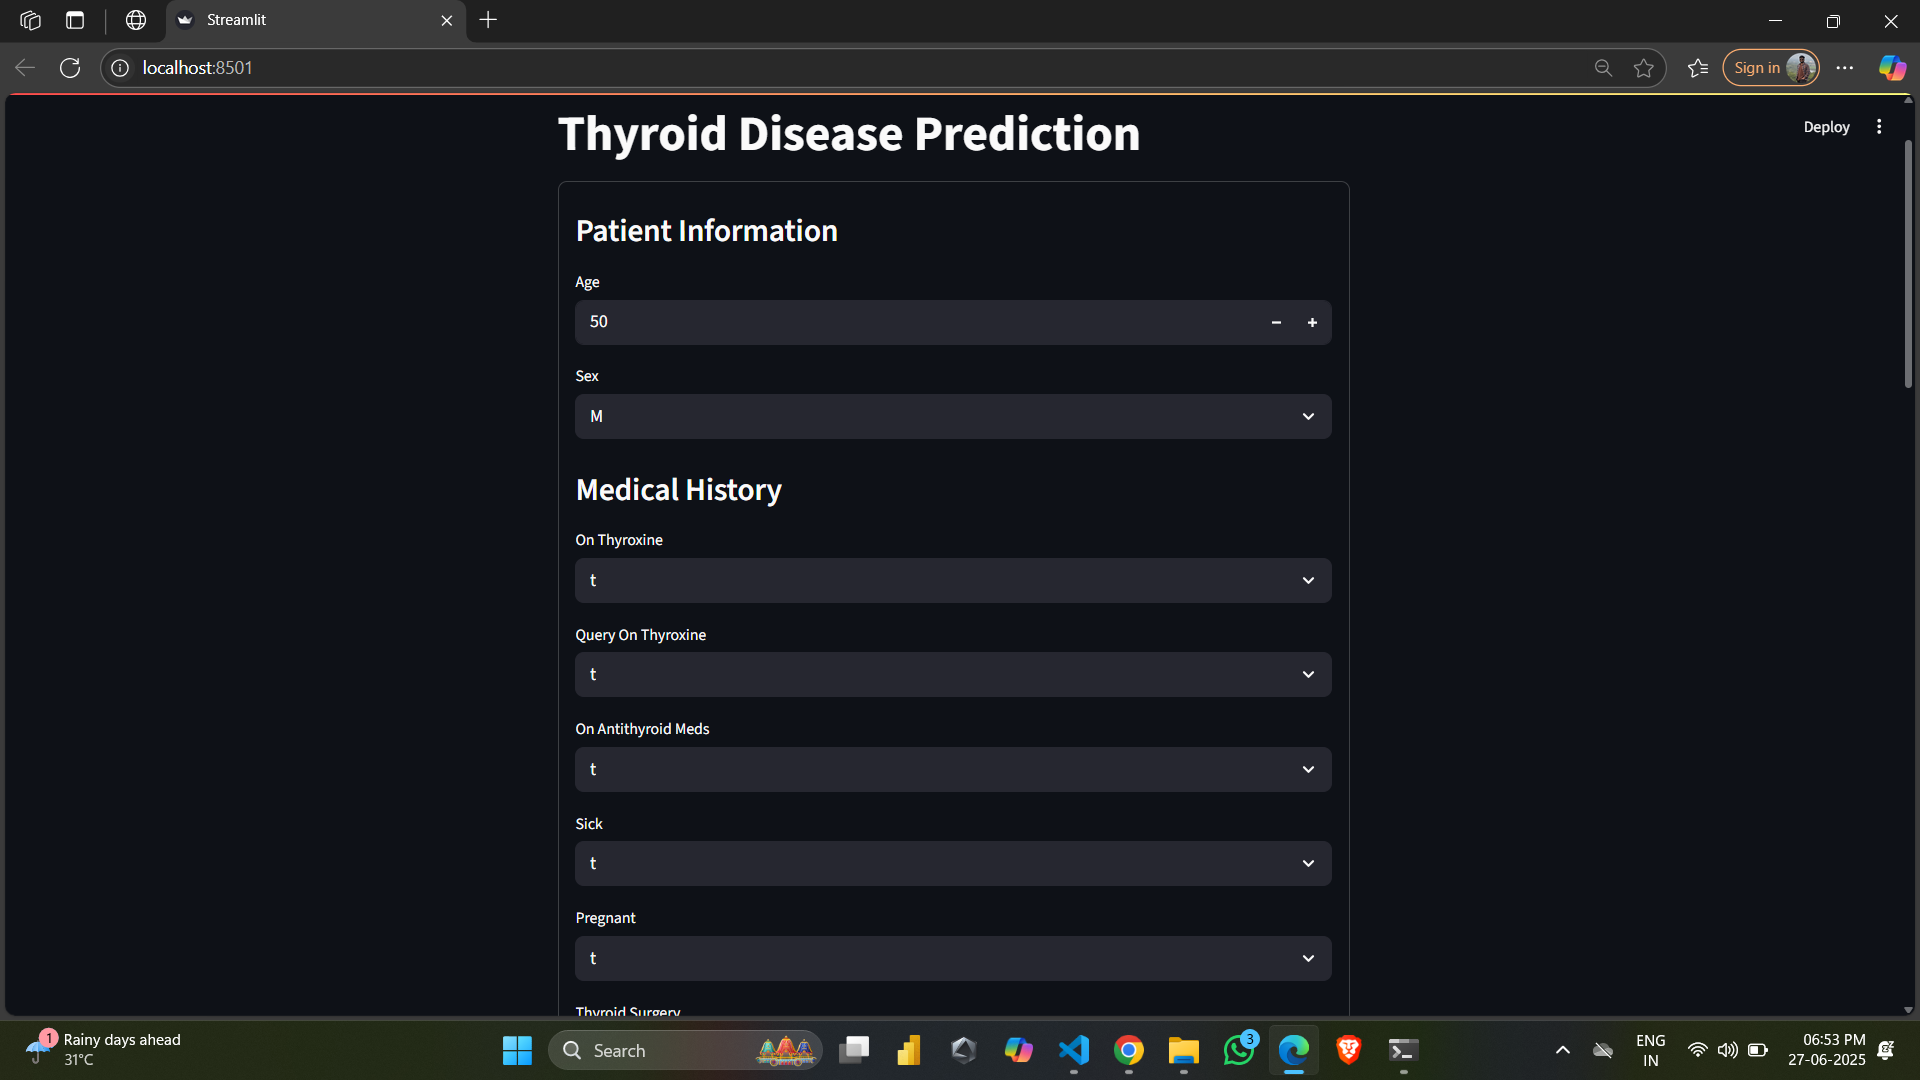 Streamlit
localhost:8501
Sign in
Deploy
Thyroid Disease Prediction
Patient Information
Age
50
Sex
M
Medical History
On Thyroxine
t
Query On Thyroxine
t
On Antithyroid Meds
t
Sick
t
Pregnant
t
Thyroid Surgery
1
Rainy days ahead
31°C
Search
3
ENG
IN
06:53 PM
27-06-2025